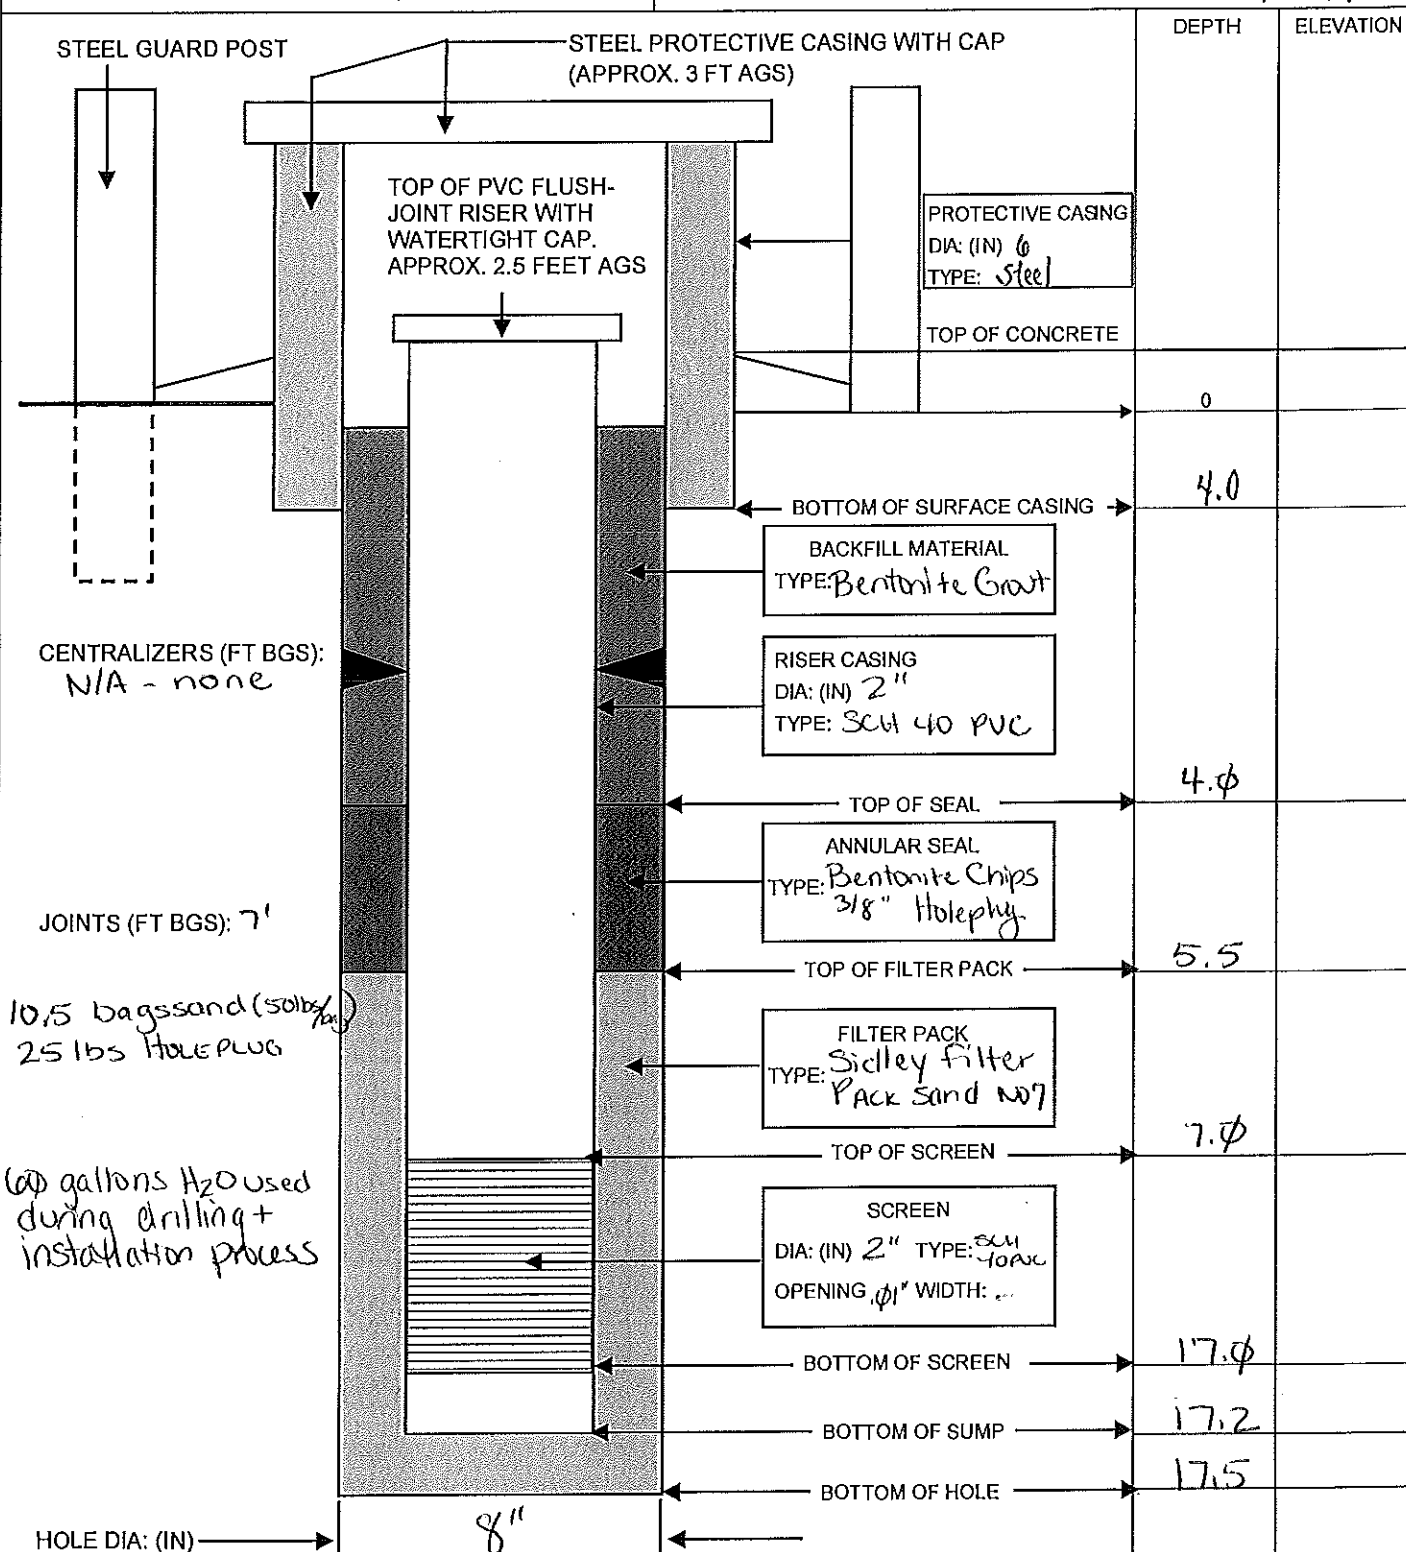 DEPTH
ELEVATION
STEEL GUARD POST
STEEL PROTECTIVE CASING WITH CAP
(APPROX. 3 FT AGS)
TOP OF PVC FLUSH-
JOINT RISER WITH
WATERTIGHT CAP.
APPROX. 2.5 FEET AGS
PROTECTIVE CASING
DIA: (IN) 6
TYPE: Steel
TOP OF CONCRETE
0
BOTTOM OF SURFACE CASING 4.0
BACKFILL MATERIAL
TYPE: Bentonite Grout
CENTRALIZERS (FT BGS):
N/A - none
RISER CASING
DIA: (IN) 2"
TYPE: SCH 40 PVC
TOP OF SEAL 4.0
ANNULAR SEAL
TYPE: Bentonite Chips
3/8" Holeplug
JOINTS (FT BGS): 7'
TOP OF FILTER PACK 5.5
10.5 bags sand (50lbs/bag)
25 lbs HOLEPLUG
FILTER PACK
TYPE: Sidley Filter
Pack Sand NO7
TOP OF SCREEN 7.0
gallons H2O used
during drilling +
installation process
SCREEN
DIA: (IN) 2" TYPE: SCH
40 PVC
OPENING .01" WIDTH:
BOTTOM OF SCREEN 17.0
BOTTOM OF SUMP 17.2
BOTTOM OF HOLE 17.5
HOLE DIA: (IN) 8"